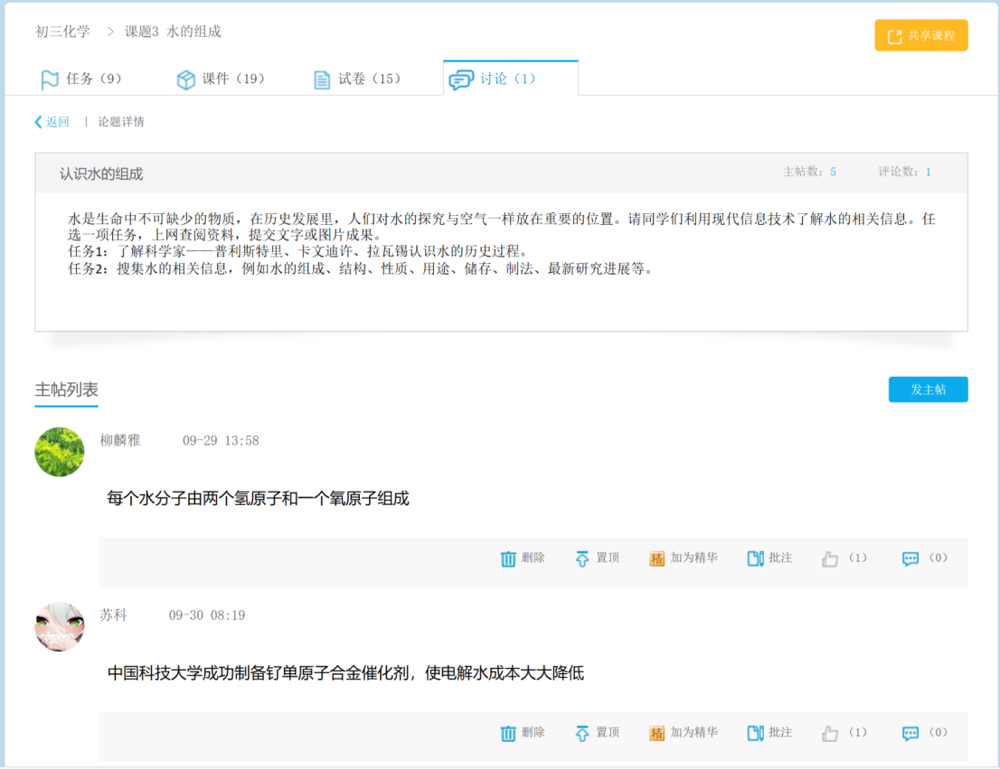 初三化学 > 课题3 水的组成
共享课程
任务（9） 课件（19） 试卷（15） 讨论（1）
返回 | 论题详情
认识水的组成 主帖数：5 评论数：1
水是生命中不可缺少的物质，在历史发展里，人们对水的探究与空气一样放在重要的位置。请同学们利用现代信息技术了解水的相关信息。任
选一项任务，上网查阅资料，提交文字或图片成果。
任务1：了解科学家——普利斯特里、卡文迪许、拉瓦锡认识水的历史过程。
任务2：搜集水的相关信息，例如水的组成、结构、性质、用途、储存、制法、最新研究进展等。
主帖列表
发主帖
柳麟雅 09-29 13:58
每个水分子由两个氢原子和一个氧原子组成
删除 置顶 精 加为精华 批注 （1） （0）
苏科 09-30 08:19
中国科技大学成功制备钌单原子合金催化剂，使电解水成本大大降低
删除 置顶 精 加为精华 批注 （1） （0）